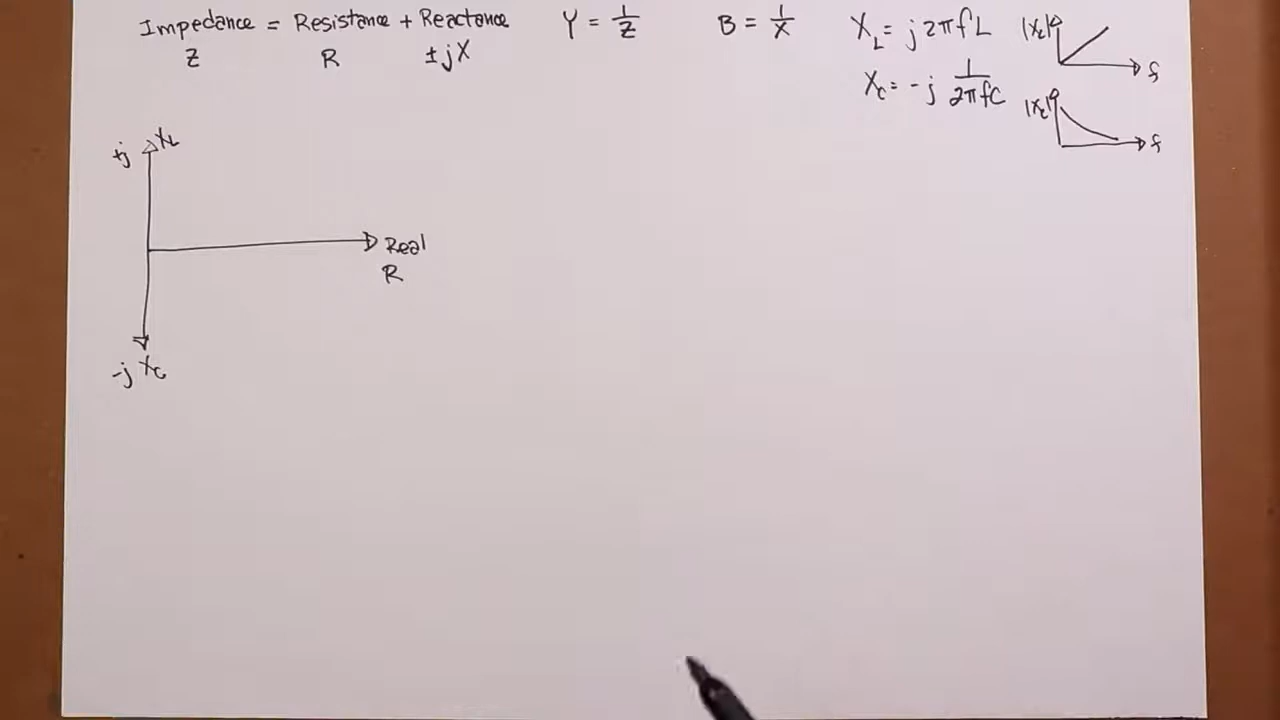 Impedance = Resistance + Reactance
Z R ±jX
Y = 1/Z
B = 1/X
X_L = j2πfL
X_C = -j 1/2πfC
|X_L|
f
|X_C|
f
+j X_L
Real
R
-j X_C